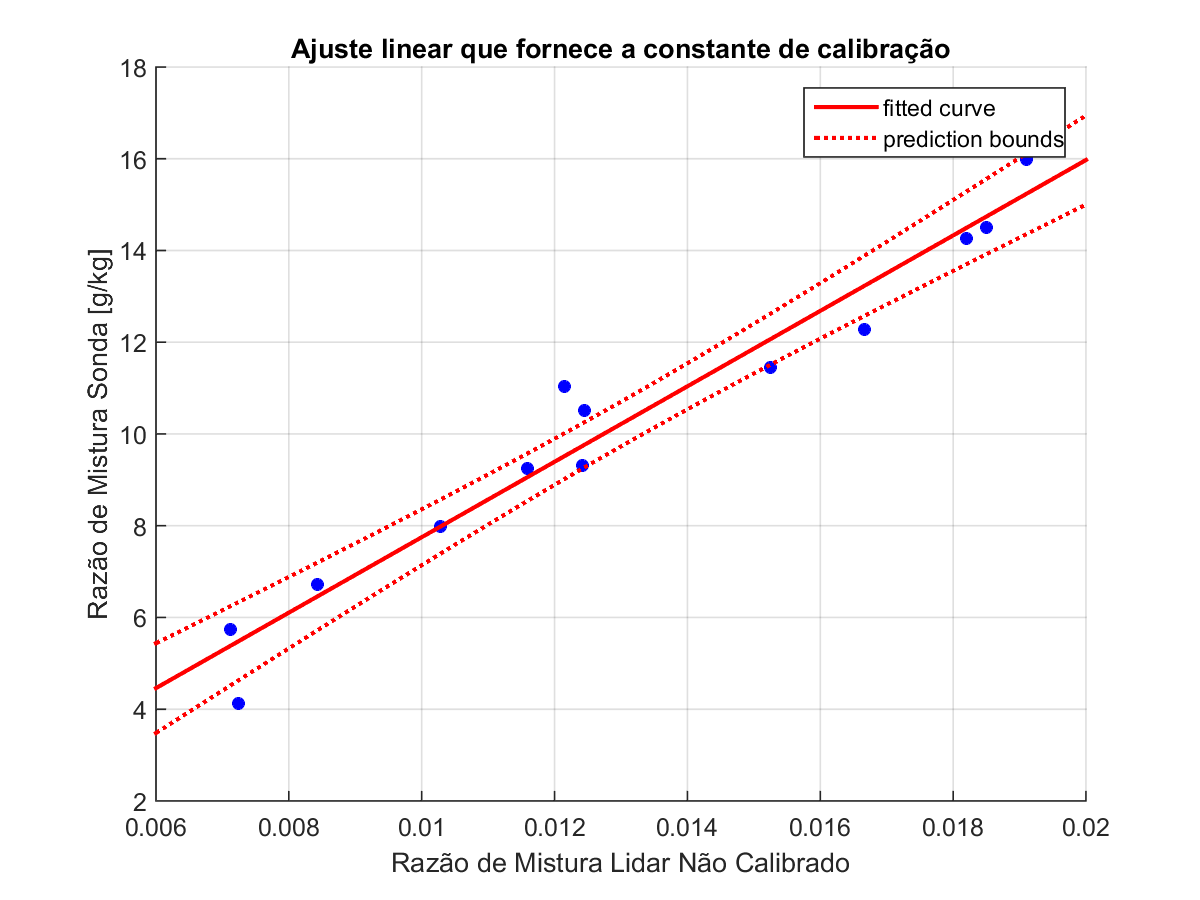 Ajuste linear que fornece a constante de calibração
fitted curve
prediction bounds
18
16
14
12
10
8
6
4
2
Razão de Mistura Sonda [g/kg]
0.006 0.008 0.01 0.012 0.014 0.016 0.018 0.02
Razão de Mistura Lidar Não Calibrado